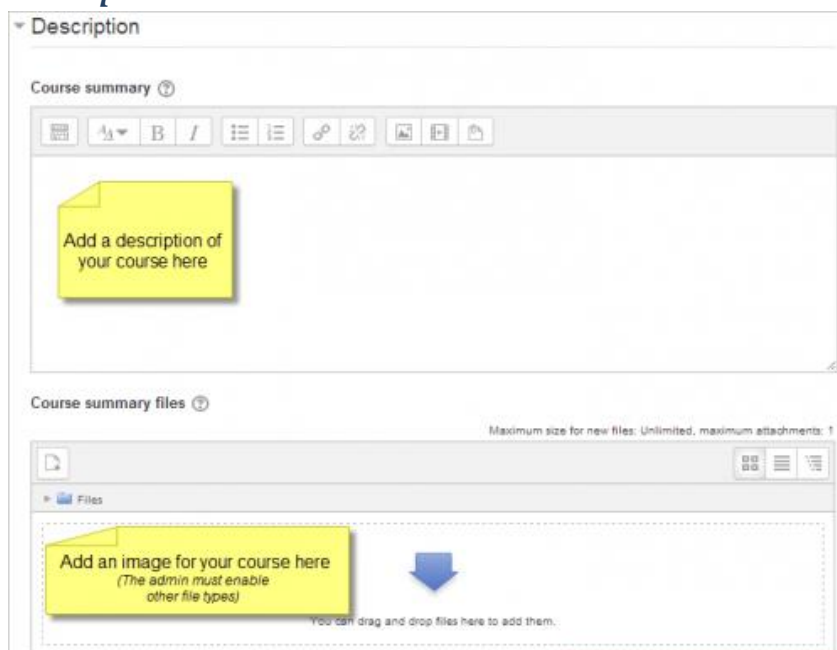 Description
Course summary
B I
Add a description of
your course here
Course summary files
Maximum size for new files: Unlimited, maximum attachments: 1
Files
Add an image for your course here
(The admin must enable
other file types)
You can drag and drop files here to add them.